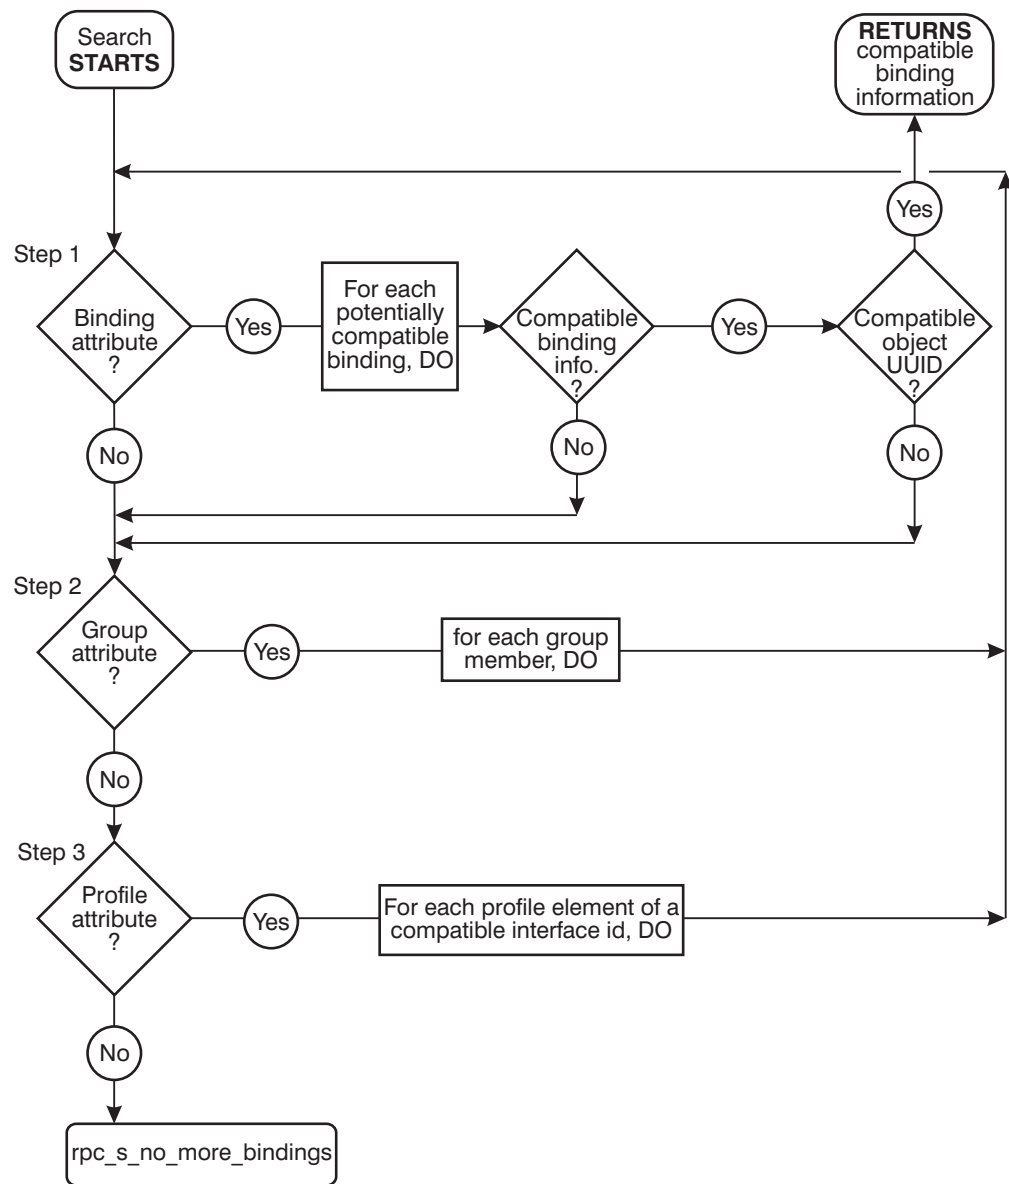 Search
STARTS
RETURNS
compatible
binding
information
Yes
Step 1
Binding
attribute
?
Yes
For each
potentially
compatible
binding, DO
Compatible
binding
info.
?
Yes
Compatible
object
UUID
?
No
No
No
Step 2
Group
attribute
?
Yes
for each group
member, DO
No
Step 3
Profile
attribute
?
Yes
For each profile element of a
compatible interface id, DO
No
rpc_s_no_more_bindings